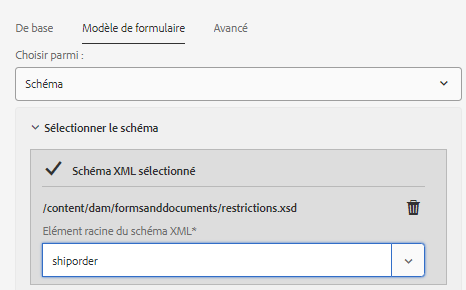 De base Modèle de formulaire Avancé
Choisir parmi :
Schéma
Sélectionner le schéma
Schéma XML sélectionné
/content/dam/formsanddocuments/restrictions.xsd
Elément racine du schéma XML*
shiporder